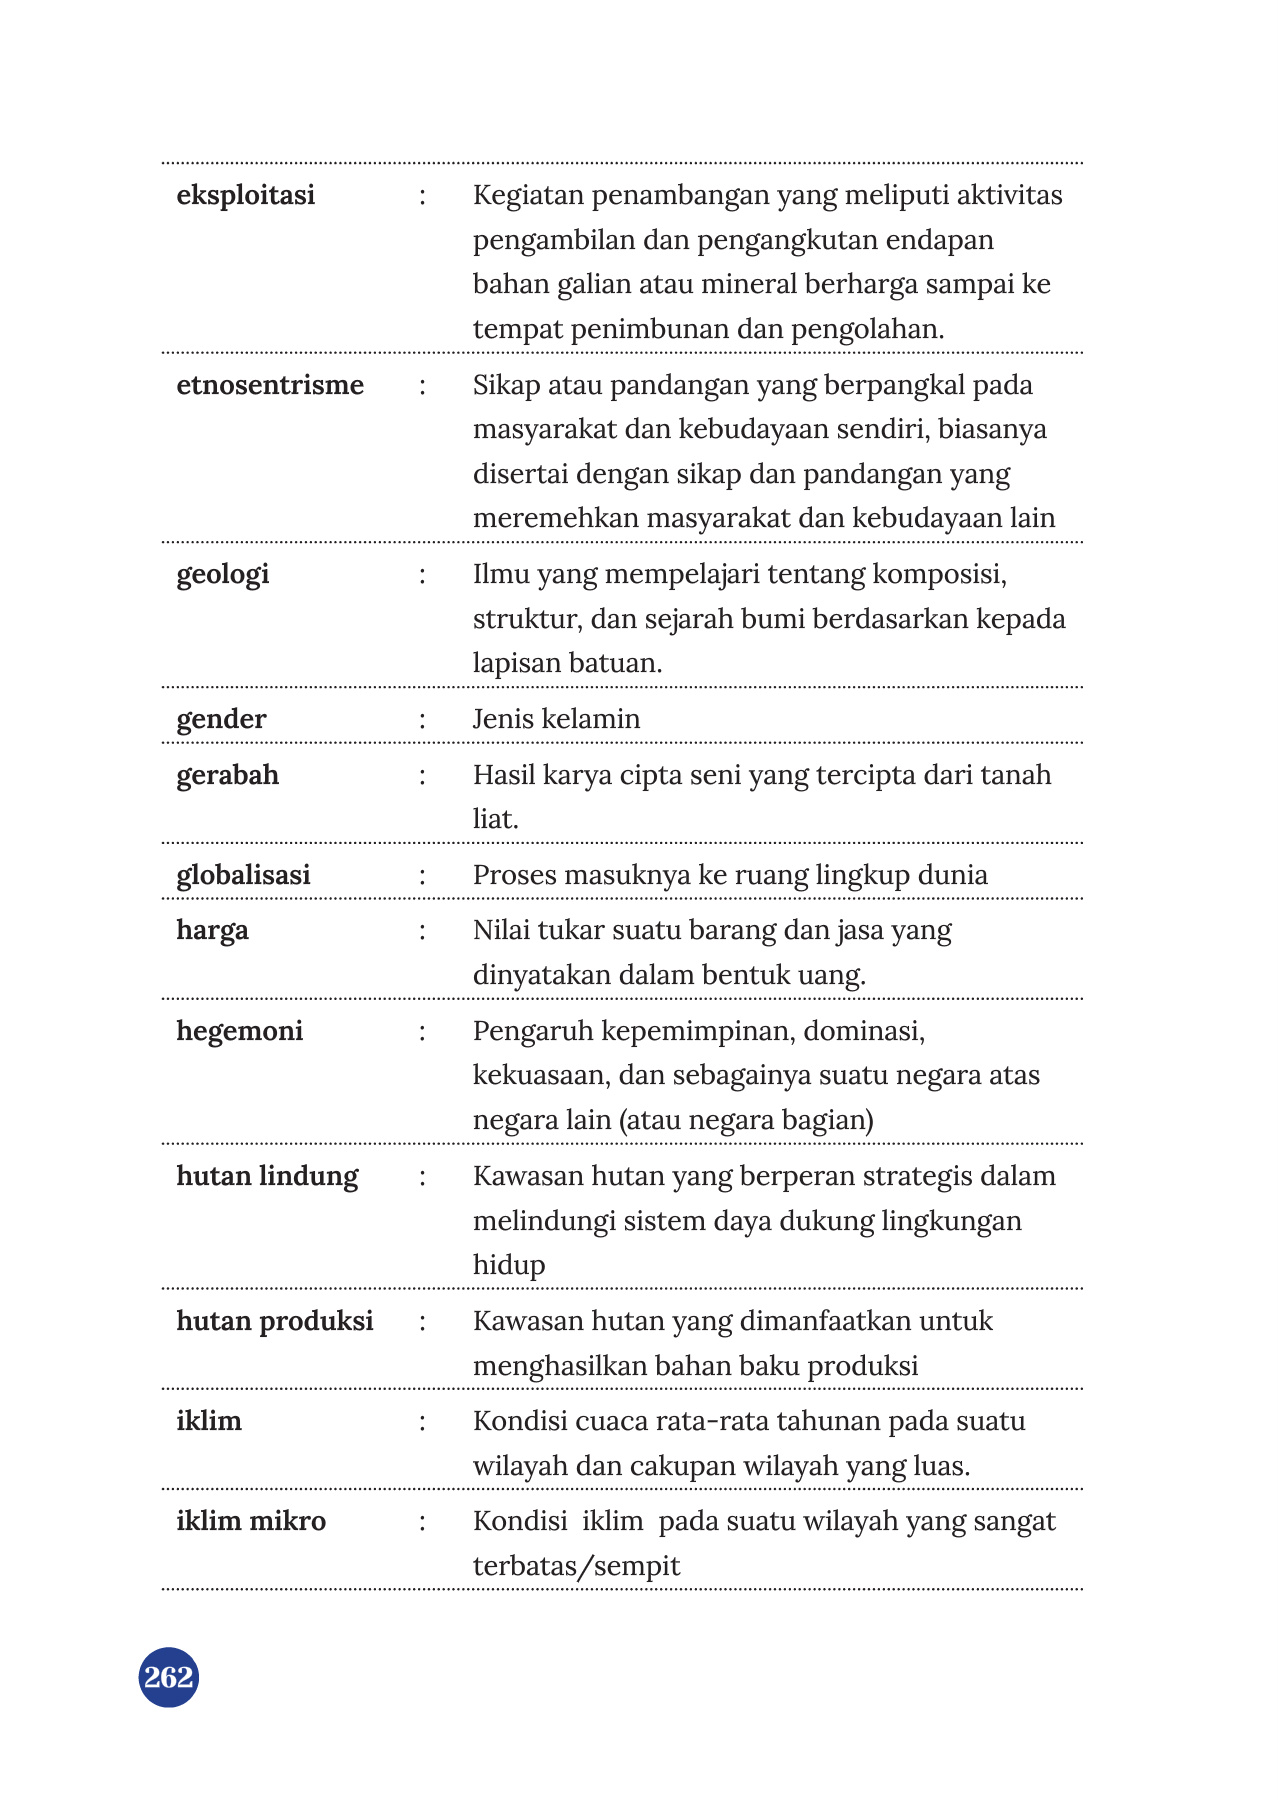 eksploitasi : Kegiatan penambangan yang meliputi aktivitas
pengambilan dan pengangkutan endapan
bahan galian atau mineral berharga sampai ke
tempat penimbunan dan pengolahan.
etnosentrisme : Sikap atau pandangan yang berpangkal pada
masyarakat dan kebudayaan sendiri, biasanya
disertai dengan sikap dan pandangan yang
meremehkan masyarakat dan kebudayaan lain
geologi : Ilmu yang mempelajari tentang komposisi,
struktur, dan sejarah bumi berdasarkan kepada
lapisan batuan.
gender : Jenis kelamin
gerabah : Hasil karya cipta seni yang tercipta dari tanah
liat.
globalisasi : Proses masuknya ke ruang lingkup dunia
harga : Nilai tukar suatu barang dan jasa yang
dinyatakan dalam bentuk uang.
hegemoni : Pengaruh kepemimpinan, dominasi,
kekuasaan, dan sebagainya suatu negara atas
negara lain (atau negara bagian)
hutan lindung : Kawasan hutan yang berperan strategis dalam
melindungi sistem daya dukung lingkungan
hidup
hutan produksi : Kawasan hutan yang dimanfaatkan untuk
menghasilkan bahan baku produksi
iklim : Kondisi cuaca rata-rata tahunan pada suatu
wilayah dan cakupan wilayah yang luas.
iklim mikro : Kondisi iklim pada suatu wilayah yang sangat
terbatas/sempit
262